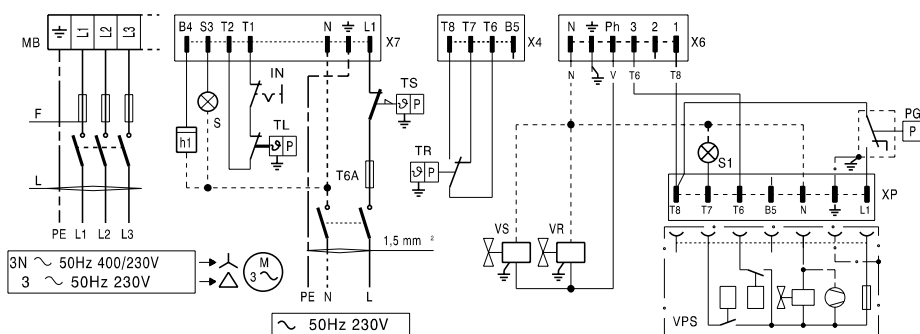 MB
L1 L2 L3
F
L
PE L1 L2 L3
3N ~ 50Hz 400/230V
3 ~ 50Hz 230V
M
3 ~
B4 S3 T2 T1 N L1
X7
IN
S
h1
TL
ϑ P
TS
ϑ P
T6A
1,5 mm 2
PE N L
~ 50Hz 230V
T8 T7 T6 B5
X4
TR
ϑ P
N Ph 3 2 1
X6
N V T6 T8
VS VR
S1
PG
P
XP
T8 T7 T6 B5 N L1
VPS